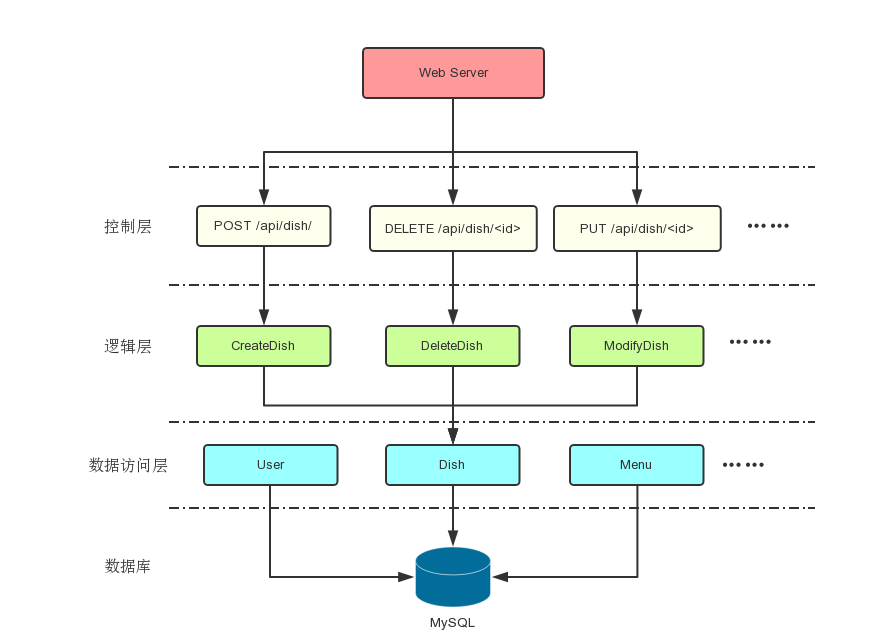 Web Server
控制层
POST /api/dish/
DELETE /api/dish/<id>
PUT /api/dish/<id>
……
逻辑层
CreateDish
DeleteDish
ModifyDish
……
数据访问层
User
Dish
Menu
……
数据库
MySQL